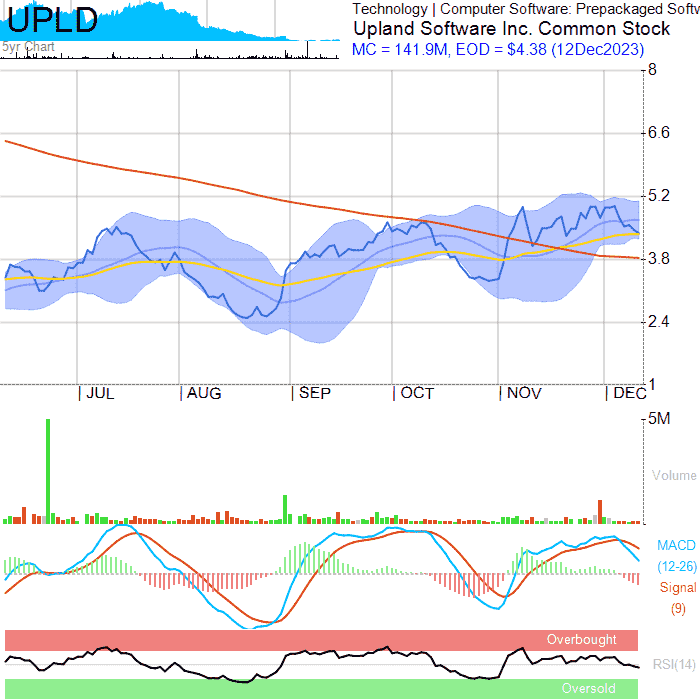 UPLD
5yr Chart
Technology | Computer Software: Prepackaged Softw
Upland Software Inc. Common Stock
MC = 141.9M, EOD = $4.38 (12Dec2023)
8
6.6
5.2
3.8
2.4
1
| JUL | AUG | SEP | OCT | NOV | DEC
5M
Volume
MACD
(12-26)
Signal
(9)
Overbought
RSI(14)
Oversold